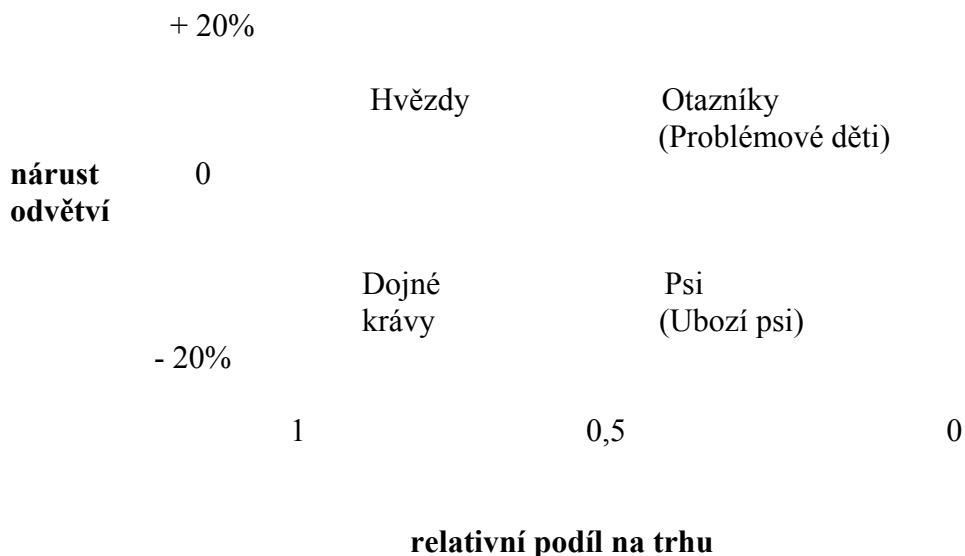 + 20%
Hvězdy Otazníky
(Problémové děti)
nárust 0
odvětví
Dojné Psi
krávy (Ubozí psi)
- 20%
1 0,5 0
relativní podíl na trhu